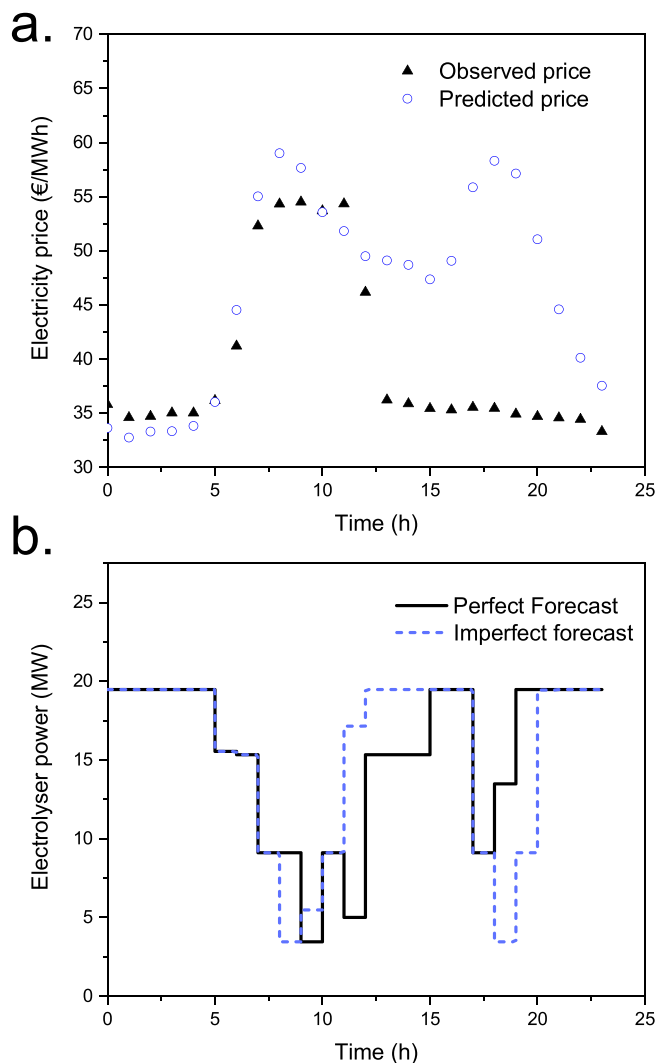 a.
70
65
60
55
50
45
40
35
30
Electricity price (€/MWh)
Observed price
Predicted price
0
5
10
15
20
25
Time (h)
b.
25
20
15
10
5
0
Electrolyser power (MW)
Perfect Forecast
Imperfect forecast
0
5
10
15
20
25
Time (h)